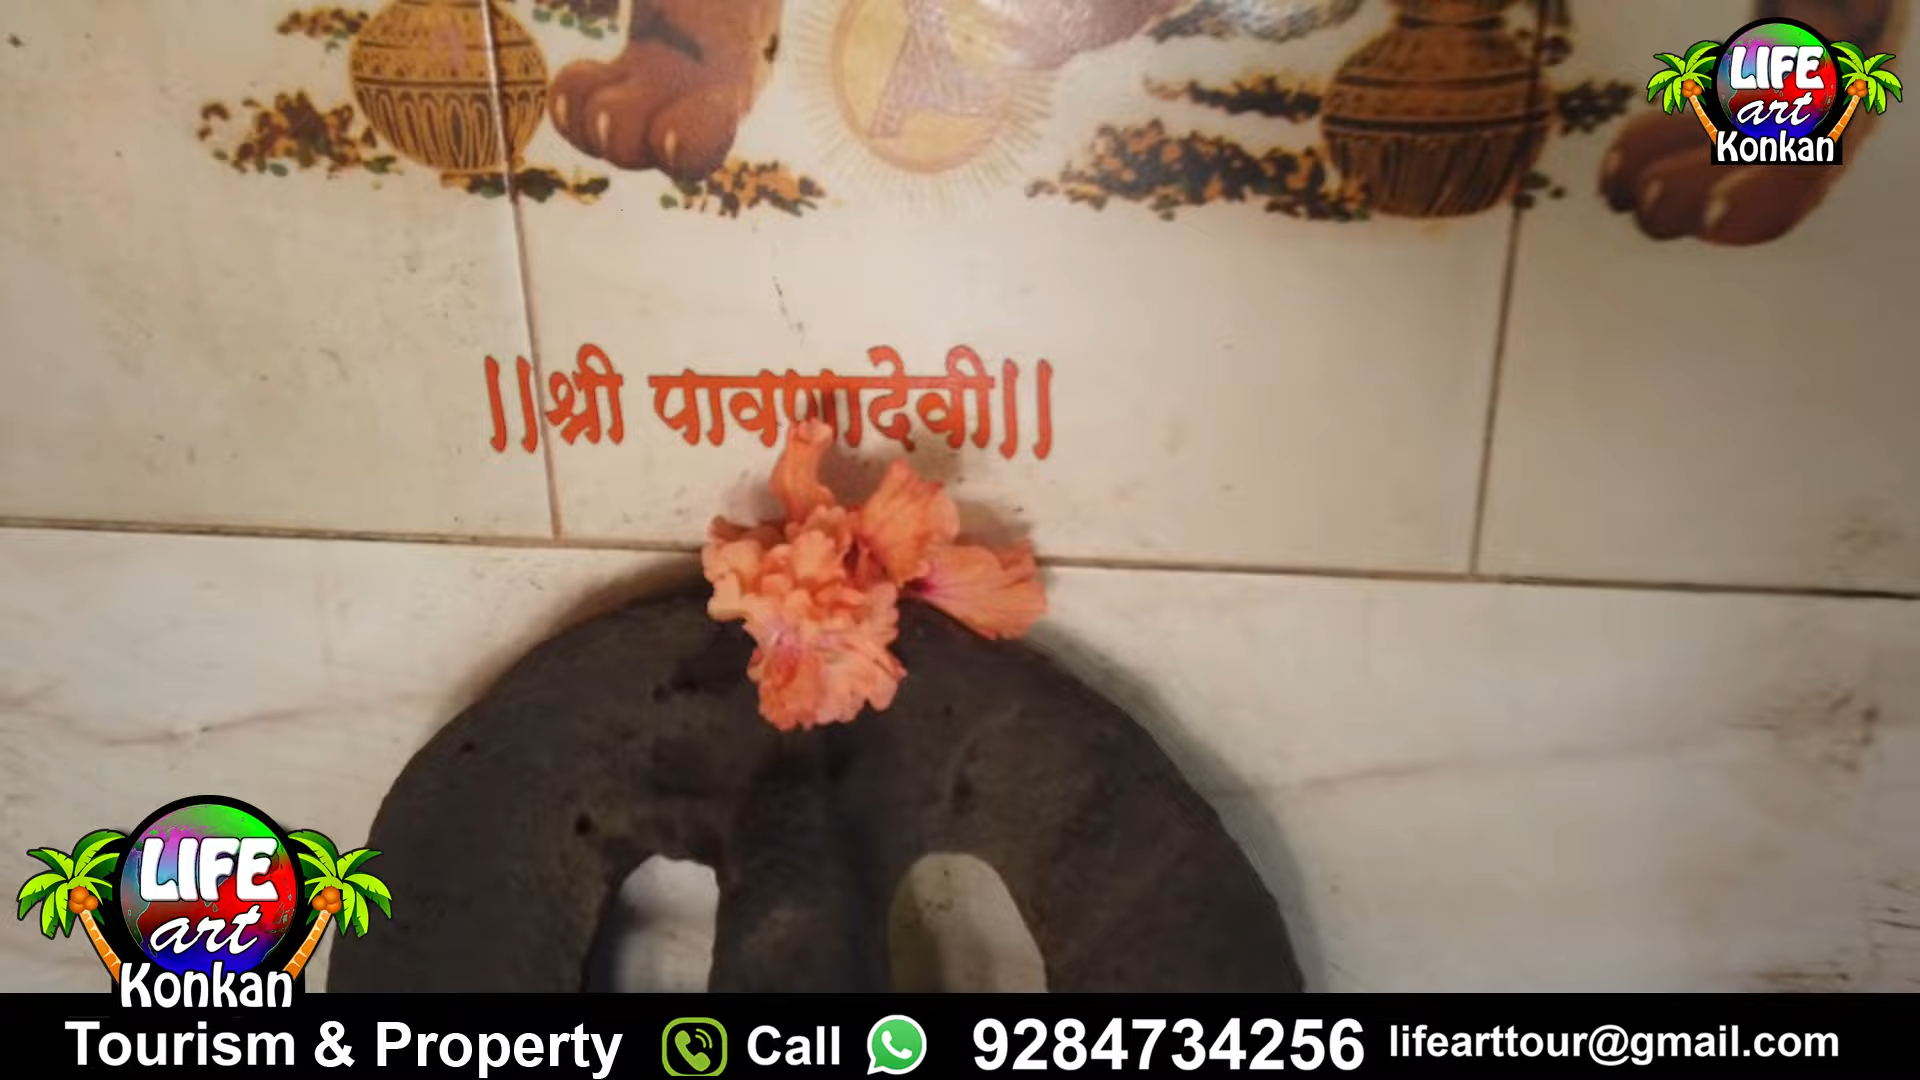 LIFE
art
Konkan
||श्री पावणादेवी||
LIFE
art
Konkan
Tourism & Property Call 9284734256 lifearttour@gmail.com